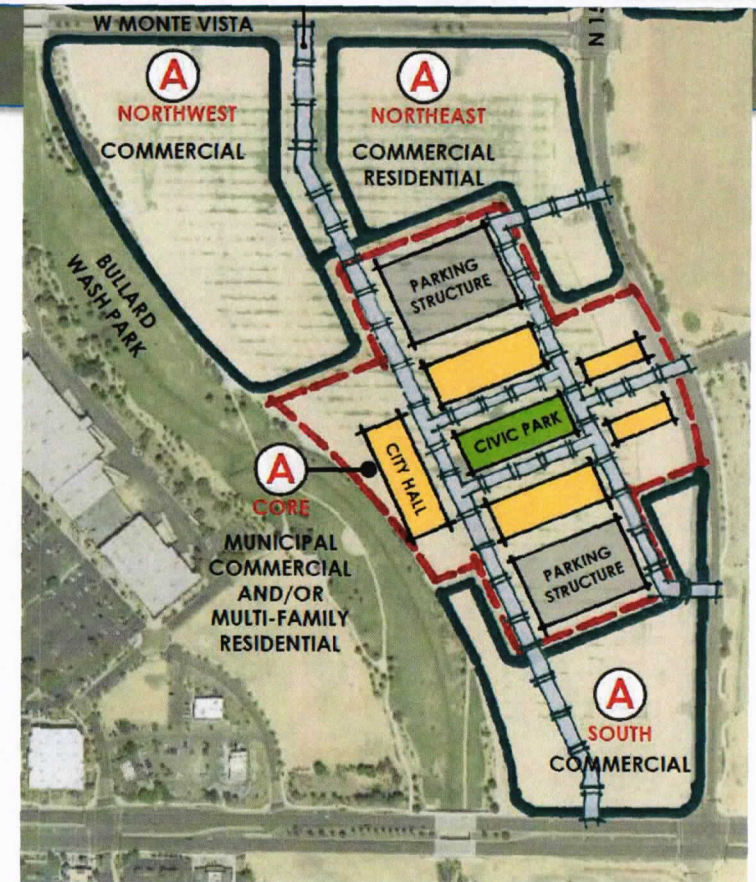 W MONTE VISTA
N 15
A
NORTHWEST
COMMERCIAL
A
NORTHEAST
COMMERCIAL
RESIDENTIAL
BULLARD
WASH PARK
PARKING
STRUCTURE
CIVIC PARK
CITY HALL
A
CORE
MUNICIPAL
COMMERCIAL
AND/OR
MULTI-FAMILY
RESIDENTIAL
PARKING
STRUCTURE
A
SOUTH
COMMERCIAL